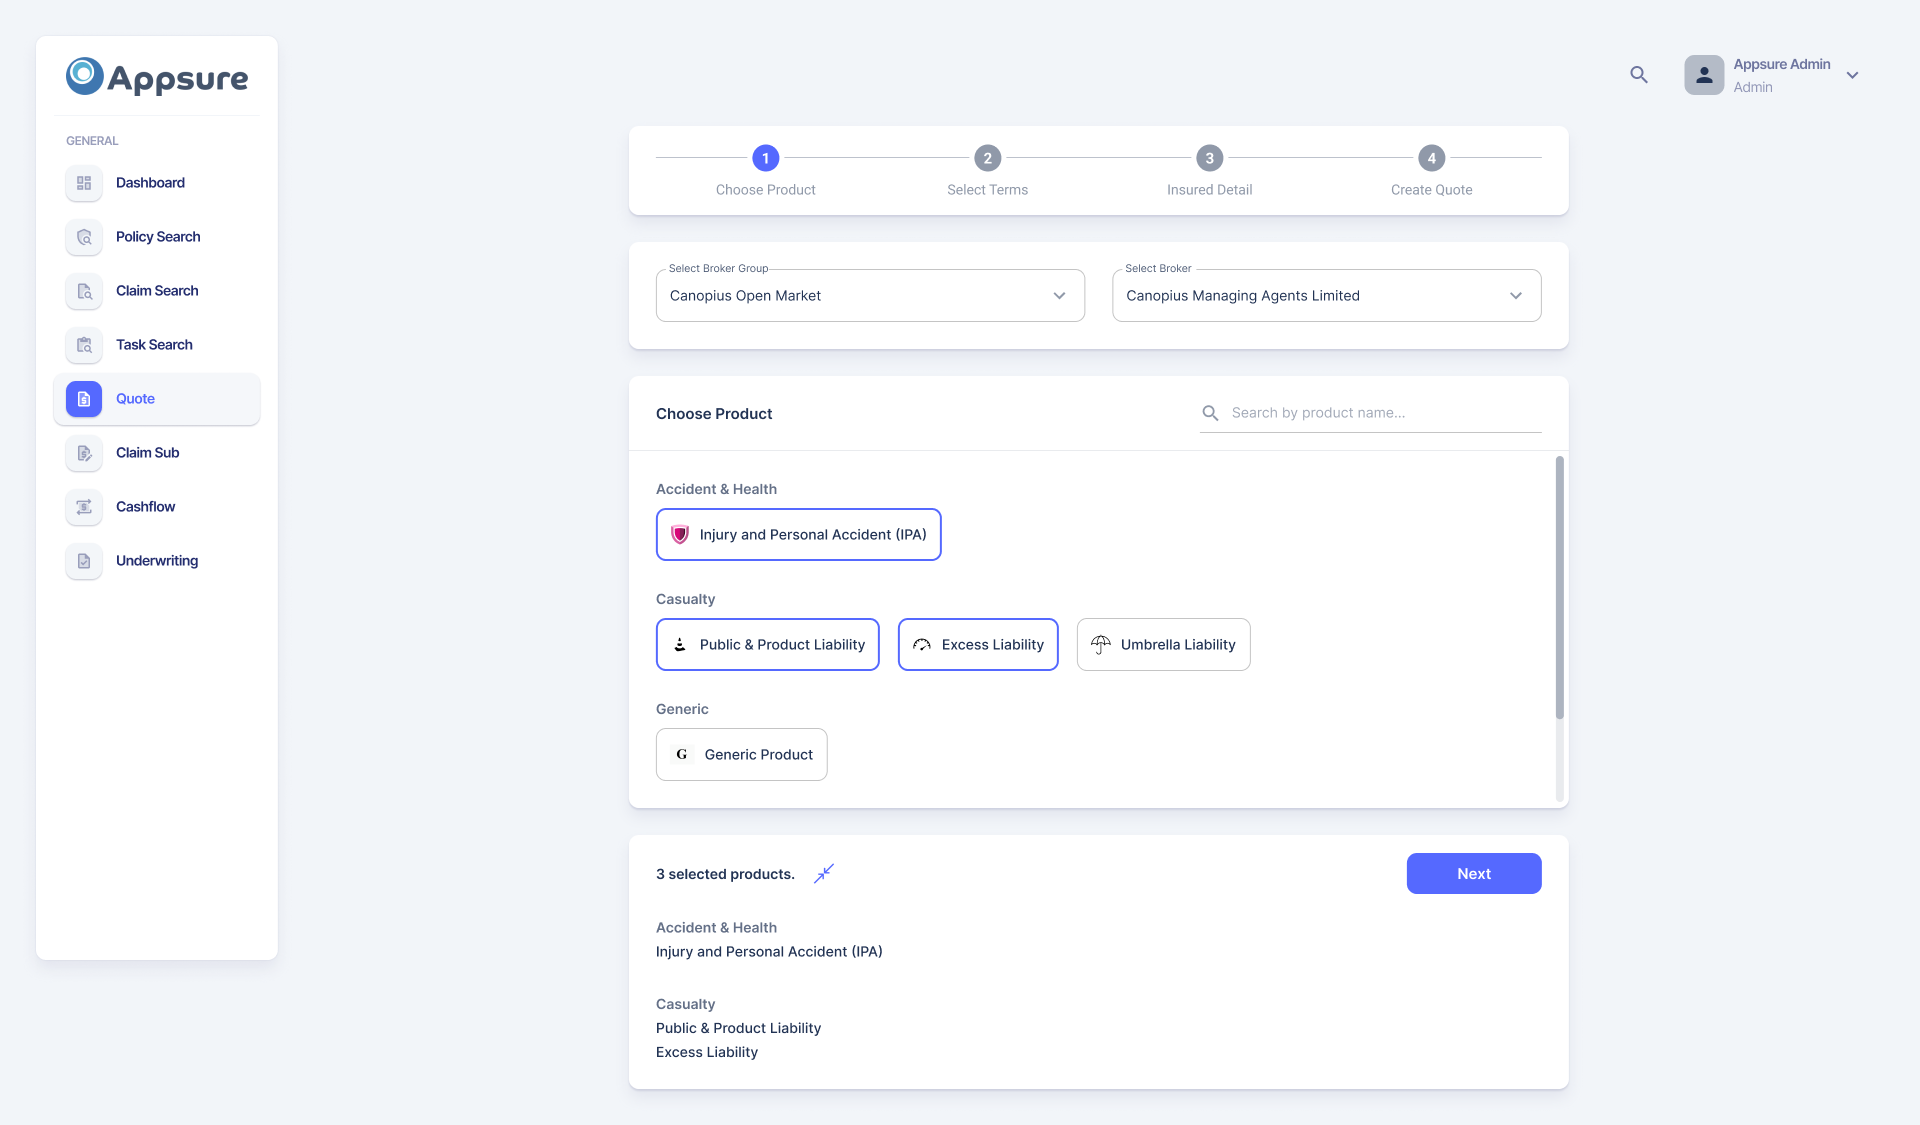 Appsure
GENERAL
Dashboard
Policy Search
Claim Search
Task Search
Quote
Claim Sub
Cashflow
Underwriting
Appsure Admin
Admin
1
2
3
4
Choose Product
Select Terms
Insured Detail
Create Quote
Select Broker Group
Canopius Open Market
Select Broker
Canopius Managing Agents Limited
Choose Product
Search by product name...
Accident & Health
Injury and Personal Accident (IPA)
Casualty
Public & Product Liability
Excess Liability
Umbrella Liability
Generic
G
Generic Product
3 selected products.
Next
Accident & Health
Injury and Personal Accident (IPA)
Casualty
Public & Product Liability
Excess Liability